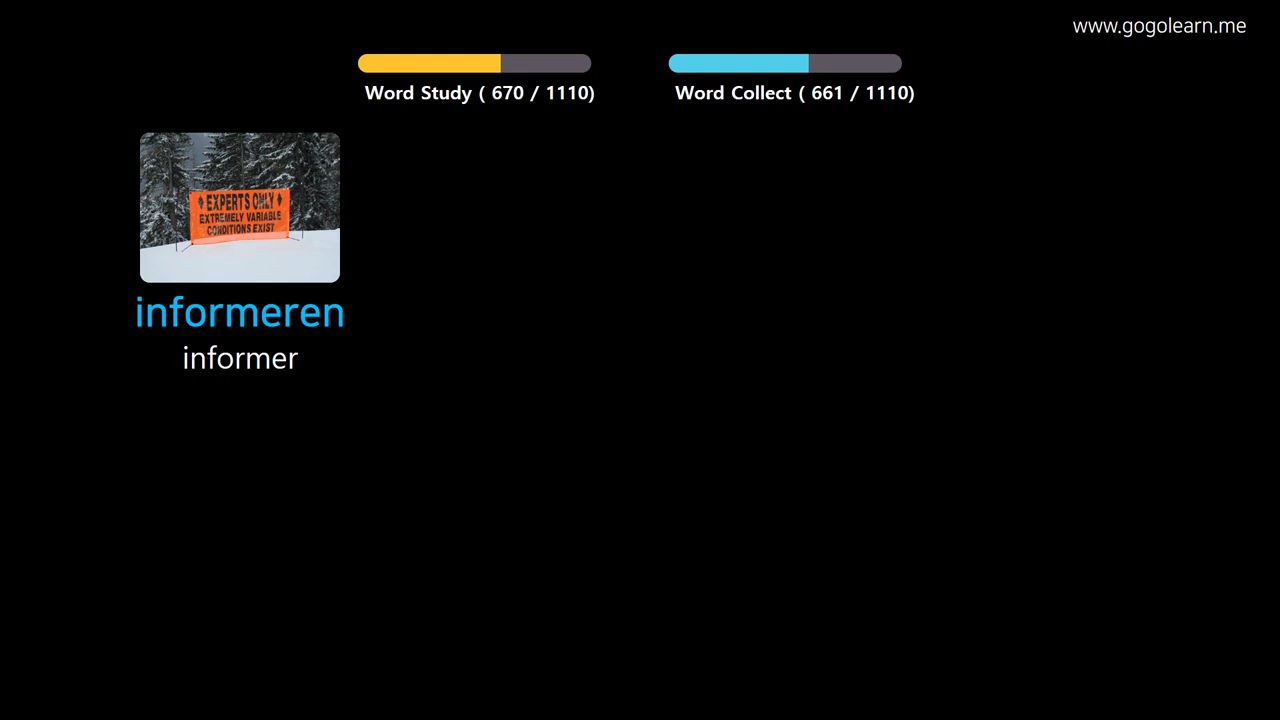 www.gogolearn.me
Word Study ( 670 / 1110)
Word Collect ( 661 / 1110)
EXPERTS ONLY
EXTREMELY VARIABLE
CONDITIONS EXIST
informeren
informer